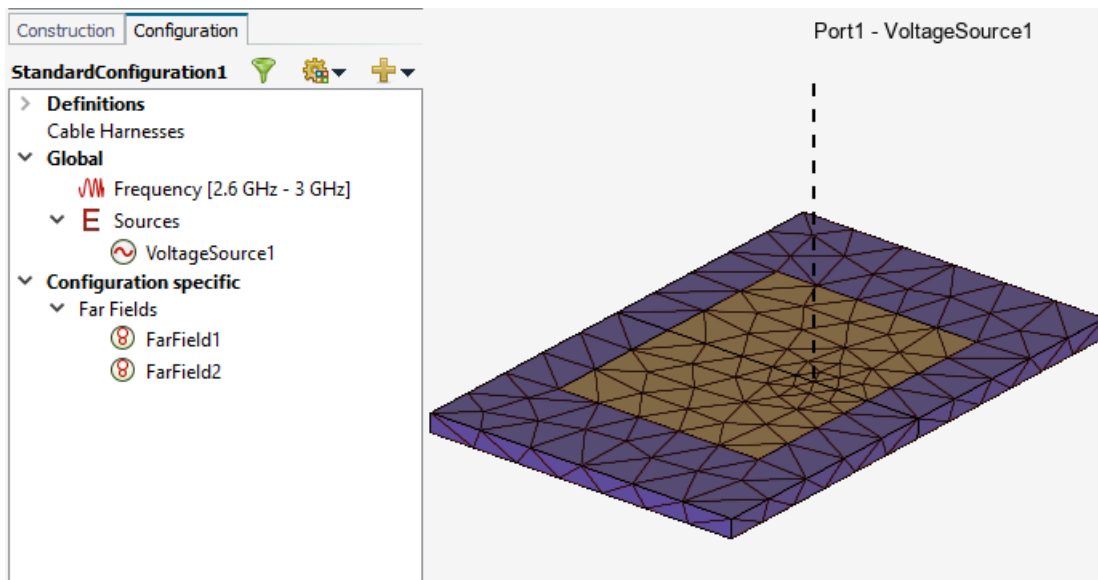 Construction Configuration
StandardConfiguration1
Definitions
Cable Harnesses
Global
Frequency [2.6 GHz - 3 GHz]
E Sources
VoltageSource1
Configuration specific
Far Fields
FarField1
FarField2
Port1 - VoltageSource1